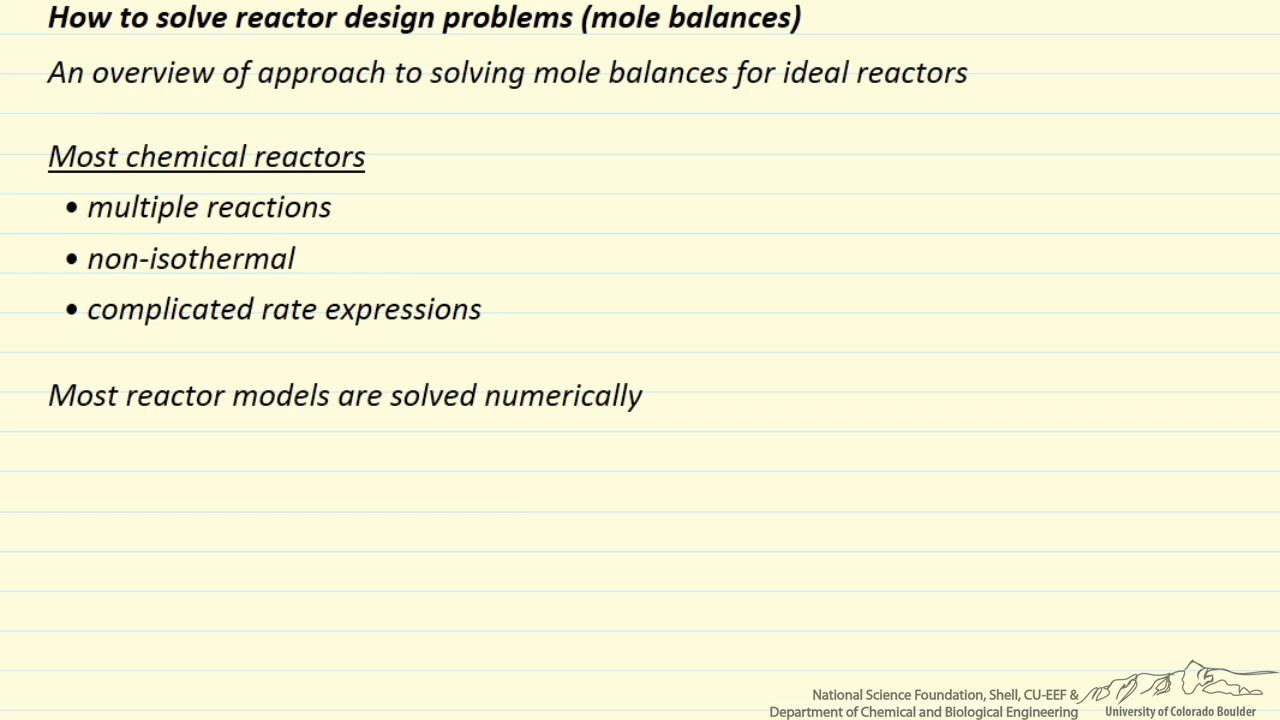 How to solve reactor design problems (mole balances)
An overview of approach to solving mole balances for ideal reactors
Most chemical reactors
• multiple reactions
• non-isothermal
• complicated rate expressions
Most reactor models are solved numerically
National Science Foundation, Shell, CU-EEF &
Department of Chemical and Biological Engineering
University of Colorado Boulder